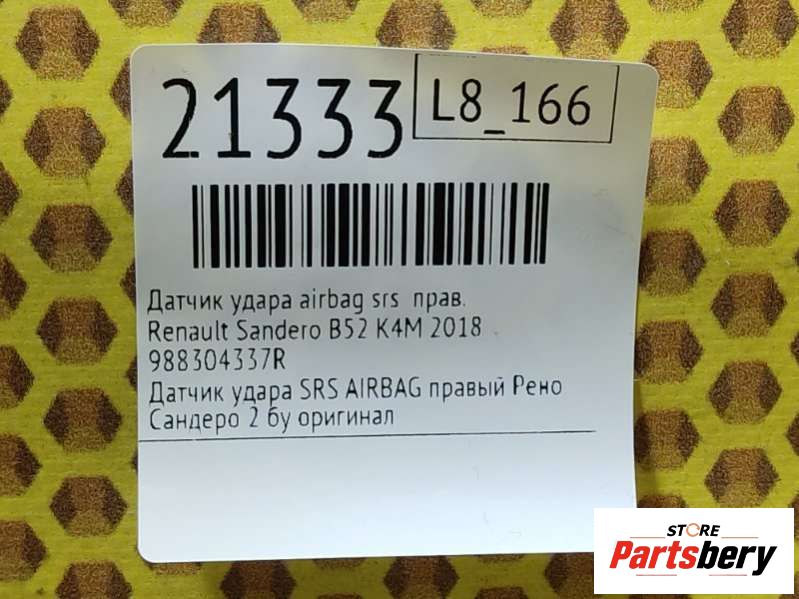 21333
L8_166
Датчик удара airbag srs прав.
Renault Sandero B52 K4M 2018
988304337R
Датчик удара SRS AIRBAG правый Рено
Сандеро 2 бу оригинал
STORE
Partsbery